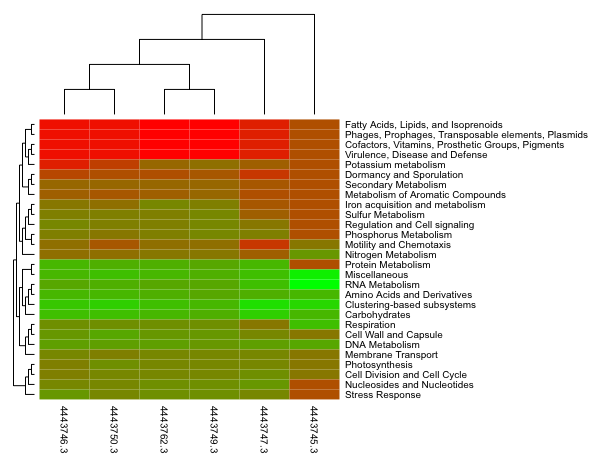 Fatty Acids, Lipids, and Isoprenoids
Phages, Prophages, Transposable elements, Plasmids
Cofactors, Vitamins, Prosthetic Groups, Pigments
Virulence, Disease and Defense
Potassium metabolism
Dormancy and Sporulation
Secondary Metabolism
Metabolism of Aromatic Compounds
Iron acquisition and metabolism
Sulfur Metabolism
Regulation and Cell signaling
Phosphorus Metabolism
Motility and Chemotaxis
Nitrogen Metabolism
Protein Metabolism
Miscellaneous
RNA Metabolism
Amino Acids and Derivatives
Clustering-based subsystems
Carbohydrates
Respiration
Cell Wall and Capsule
DNA Metabolism
Membrane Transport
Photosynthesis
Cell Division and Cell Cycle
Nucleosides and Nucleotides
Stress Response
4443746.3
4443750.3
4443762.3
4443749.3
4443747.3
4443745.3